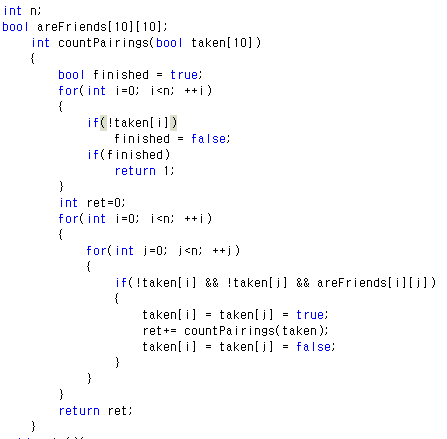 int n;
bool areFriends[10][10];
int countPairings(bool taken[10])
{
bool finished = true;
for(int i=0; i<n; ++i)
{
if(!taken[i])
finished = false;
if(finished)
return 1;
}
int ret=0;
for(int i=0; i<n; ++i)
{
for(int j=0; j<n; ++j)
{
if(!taken[i] && !taken[j] && areFriends[i][j])
{
taken[i] = taken[j] = true;
ret+= countPairings(taken);
taken[i] = taken[j] = false;
}
}
}
return ret;
}